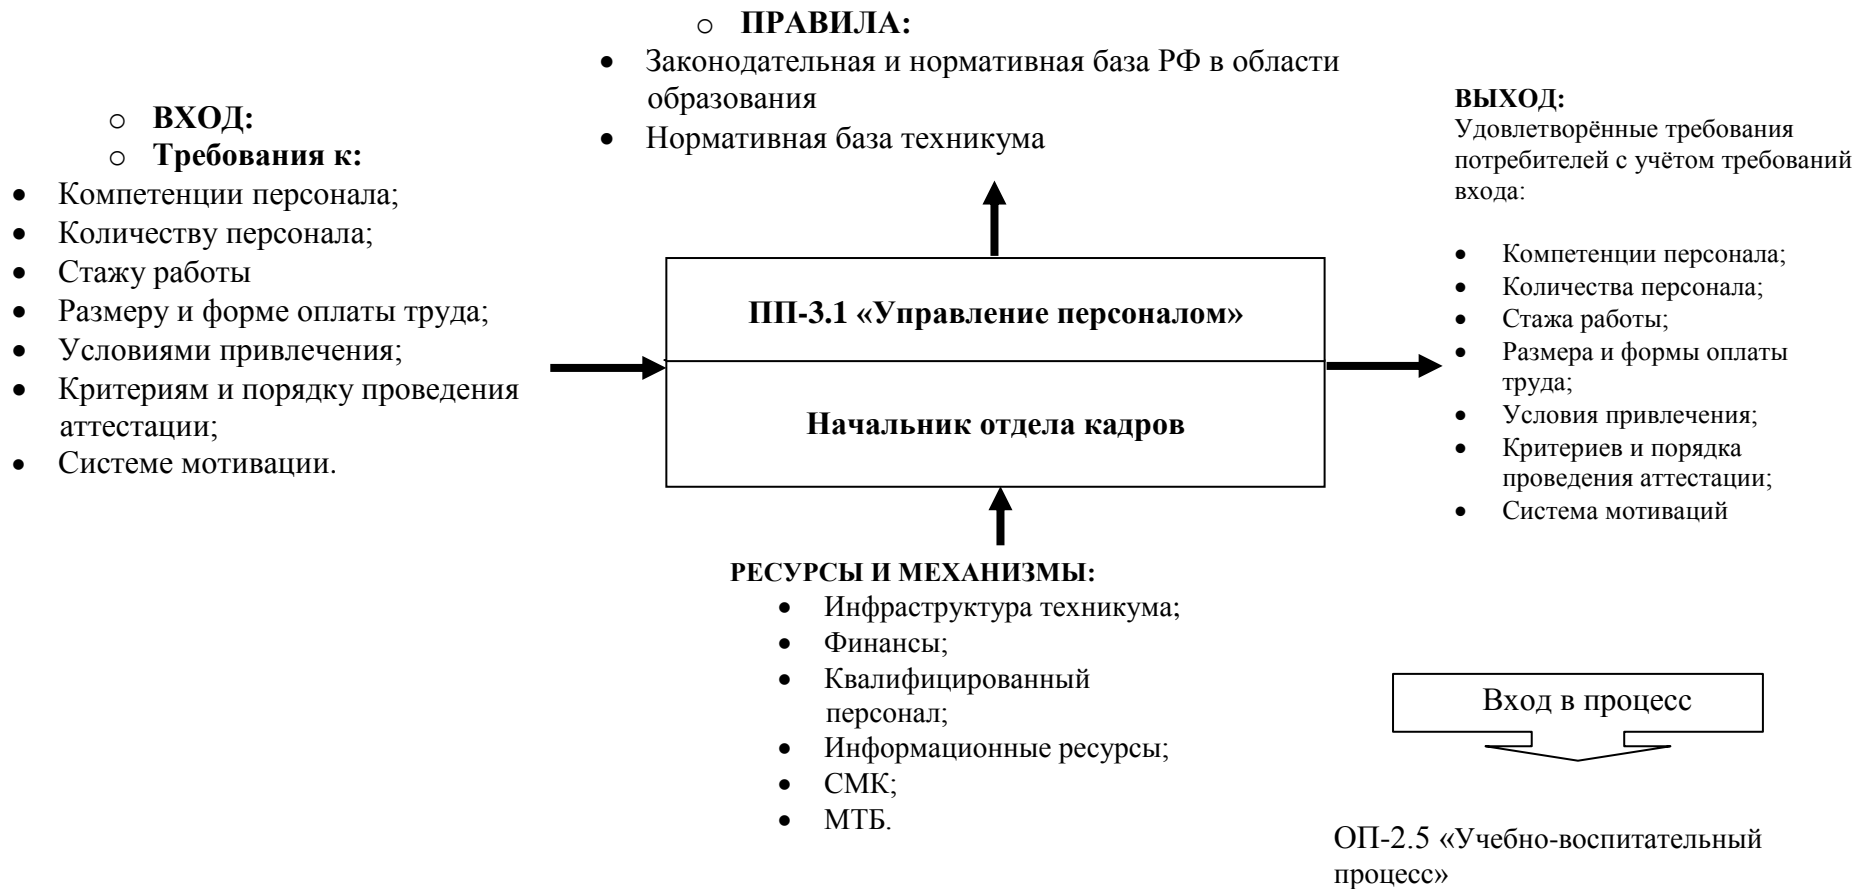 ПРАВИЛА:
Законодательная и нормативная база РФ в области
образования
Нормативная база техникума
ВХОД:
Требования к:
Компетенции персонала;
Количеству персонала;
Стажу работы
Размеру и форме оплаты труда;
Условиями привлечения;
Критериям и порядку проведения
аттестации;
Системе мотивации.
ПП-3.1 «Управление персоналом»
Начальник отдела кадров
ВЫХОД:
Удовлетворённые требования
потребителей с учётом требований
входа:
Компетенции персонала;
Количества персонала;
Стажа работы;
Размера и формы оплаты
труда;
Условия привлечения;
Критериев и порядка
проведения аттестации;
Система мотиваций
РЕСУРСЫ И МЕХАНИЗМЫ:
Инфраструктура техникума;
Финансы;
Квалифицированный
персонал;
Информационные ресурсы;
СМК;
МТБ.
Вход в процесс
ОП-2.5 «Учебно-воспитательный
процесс»